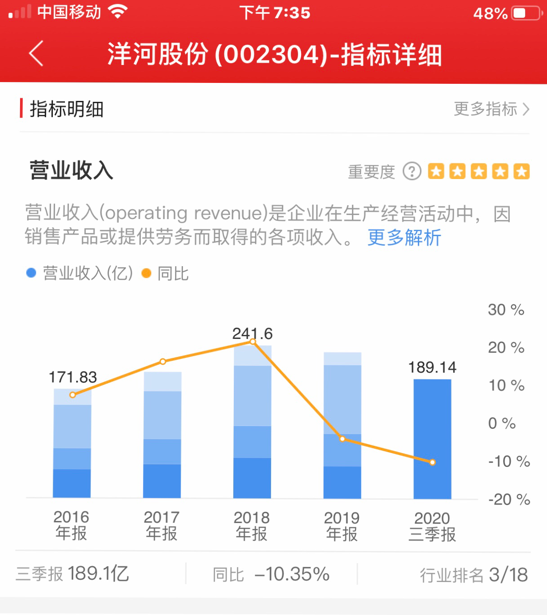 中国移动 下午 7:35 48%
洋河股份 (002304)-指标详细
指标明细 更多指标
营业收入 重要度 ?
营业收入(operating revenue)是企业在生产经营活动中，因
销售产品或提供劳务而取得的各项收入。 更多解析
营业收入(亿) 同比
30 %
20 %
10 %
0 %
-10 %
-20 %
171.83 241.6 189.14
2016 2017 2018 2019 2020
年报 年报 年报 年报 三季报
三季报 189.1亿 同比 -10.35% 行业排名 3/18